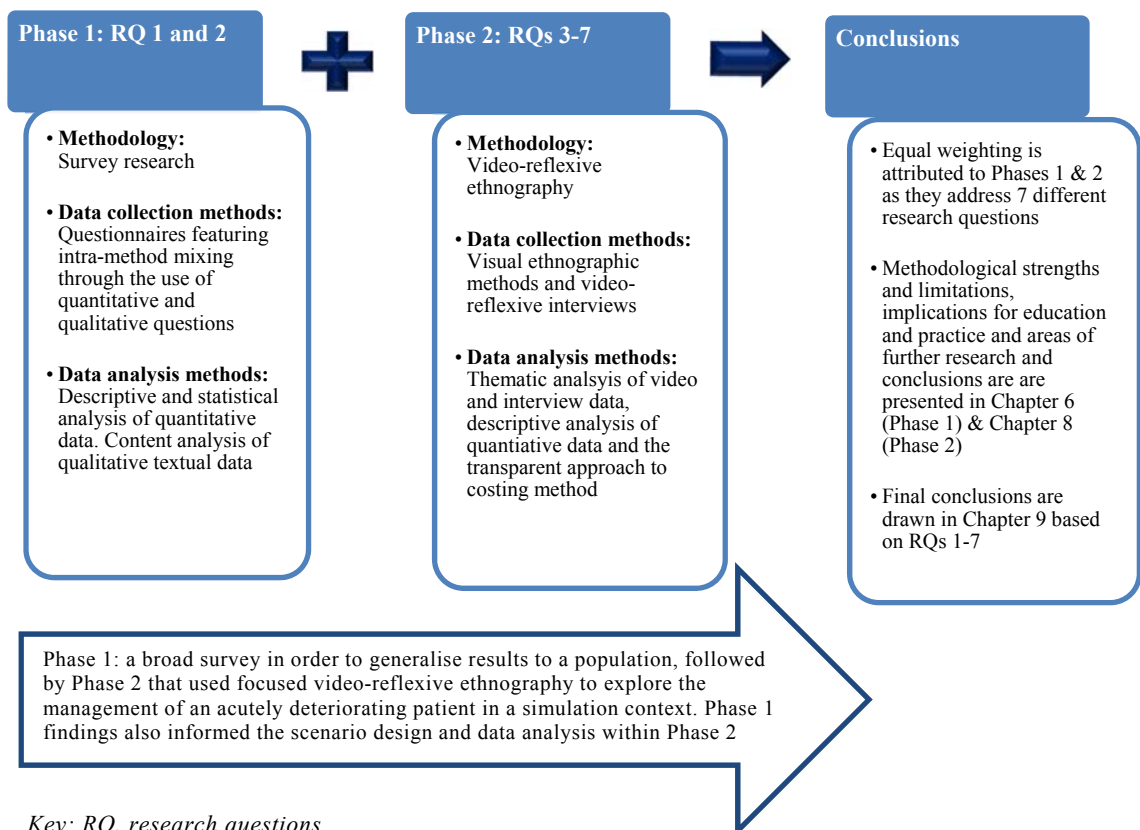 Phase 1: RQ 1 and 2
• Methodology:
Survey research
• Data collection methods:
Questionnaires featuring
intra-method mixing
through the use of
quantitative and
qualitative questions
• Data analysis methods:
Descriptive and statistical
analysis of quantitative
data. Content analysis of
qualitative textual data
Phase 2: RQs 3-7
• Methodology:
Video-reflexive
ethnography
• Data collection methods:
Visual ethnographic
methods and video-
reflexive interviews
• Data analysis methods:
Thematic analsyis of video
and interview data,
descriptive analysis of
quantiative data and the
transparent approach to
costing method
Conclusions
• Equal weighting is
attributed to Phases 1 & 2
as they address 7 different
research questions
• Methodological strengths
and limitations,
implications for education
and practice and areas of
further research and
conclusions are are
presented in Chapter 6
(Phase 1) & Chapter 8
(Phase 2)
• Final conclusions are
drawn in Chapter 9 based
on RQs 1-7
Phase 1: a broad survey in order to generalise results to a population, followed
by Phase 2 that used focused video-reflexive ethnography to explore the
management of an acutely deteriorating patient in a simulation context. Phase 1
findings also informed the scenario design and data analysis within Phase 2
Key: RQ, research questions